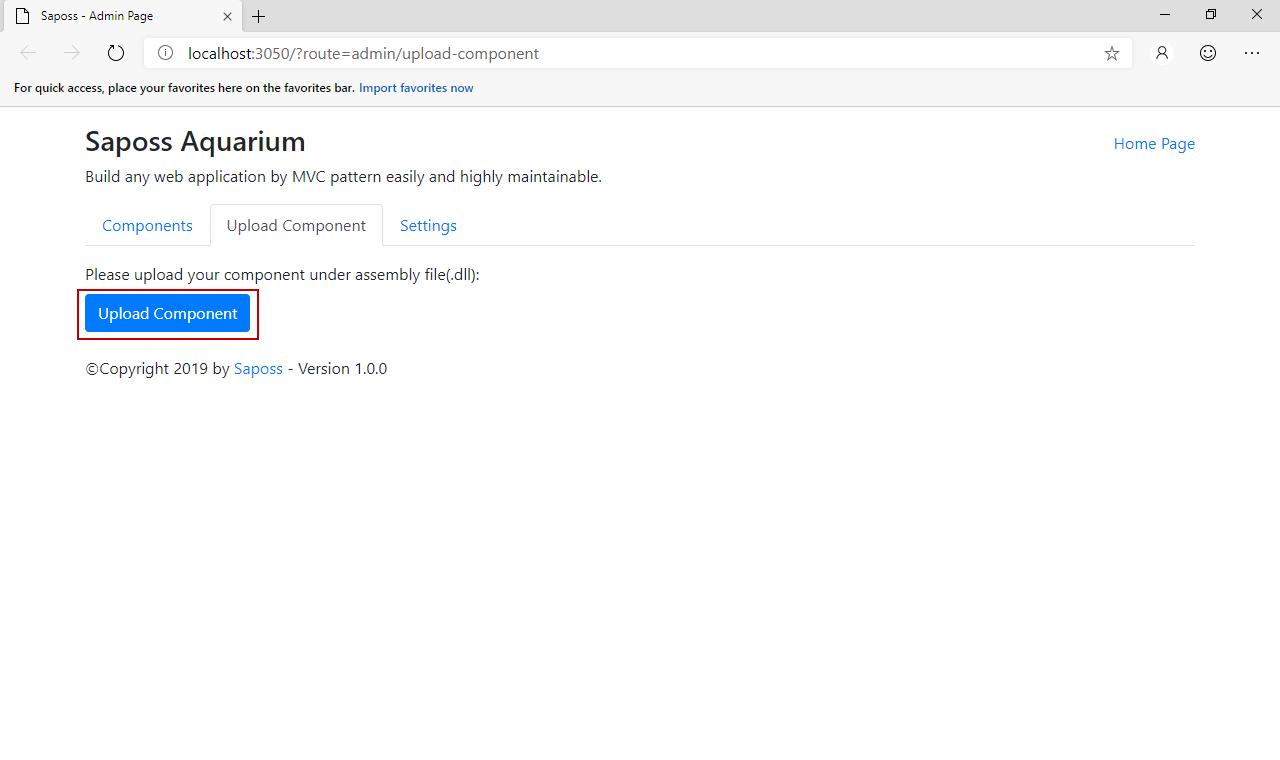 Saposs - Admin Page
localhost:3050/?route=admin/upload-component
For quick access, place your favorites here on the favorites bar. Import favorites now
Saposs Aquarium
Home Page
Build any web application by MVC pattern easily and highly maintainable.
Components Upload Component Settings
Please upload your component under assembly file(.dll):
Upload Component
©Copyright 2019 by Saposs - Version 1.0.0